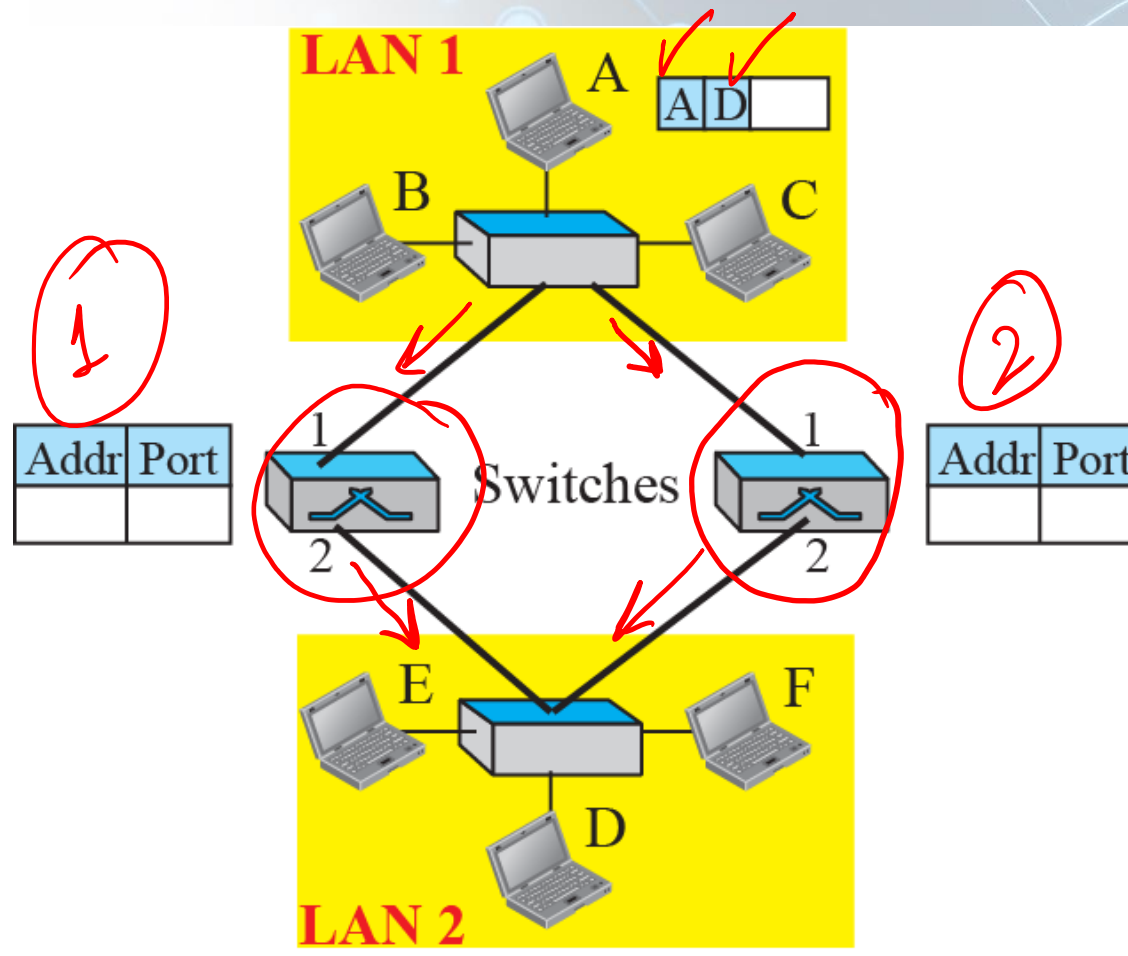 LAN 1
A
A D
B
C
1
2
Addr Port
1
1
Addr Port
Switches
2
2
E
F
D
LAN 2